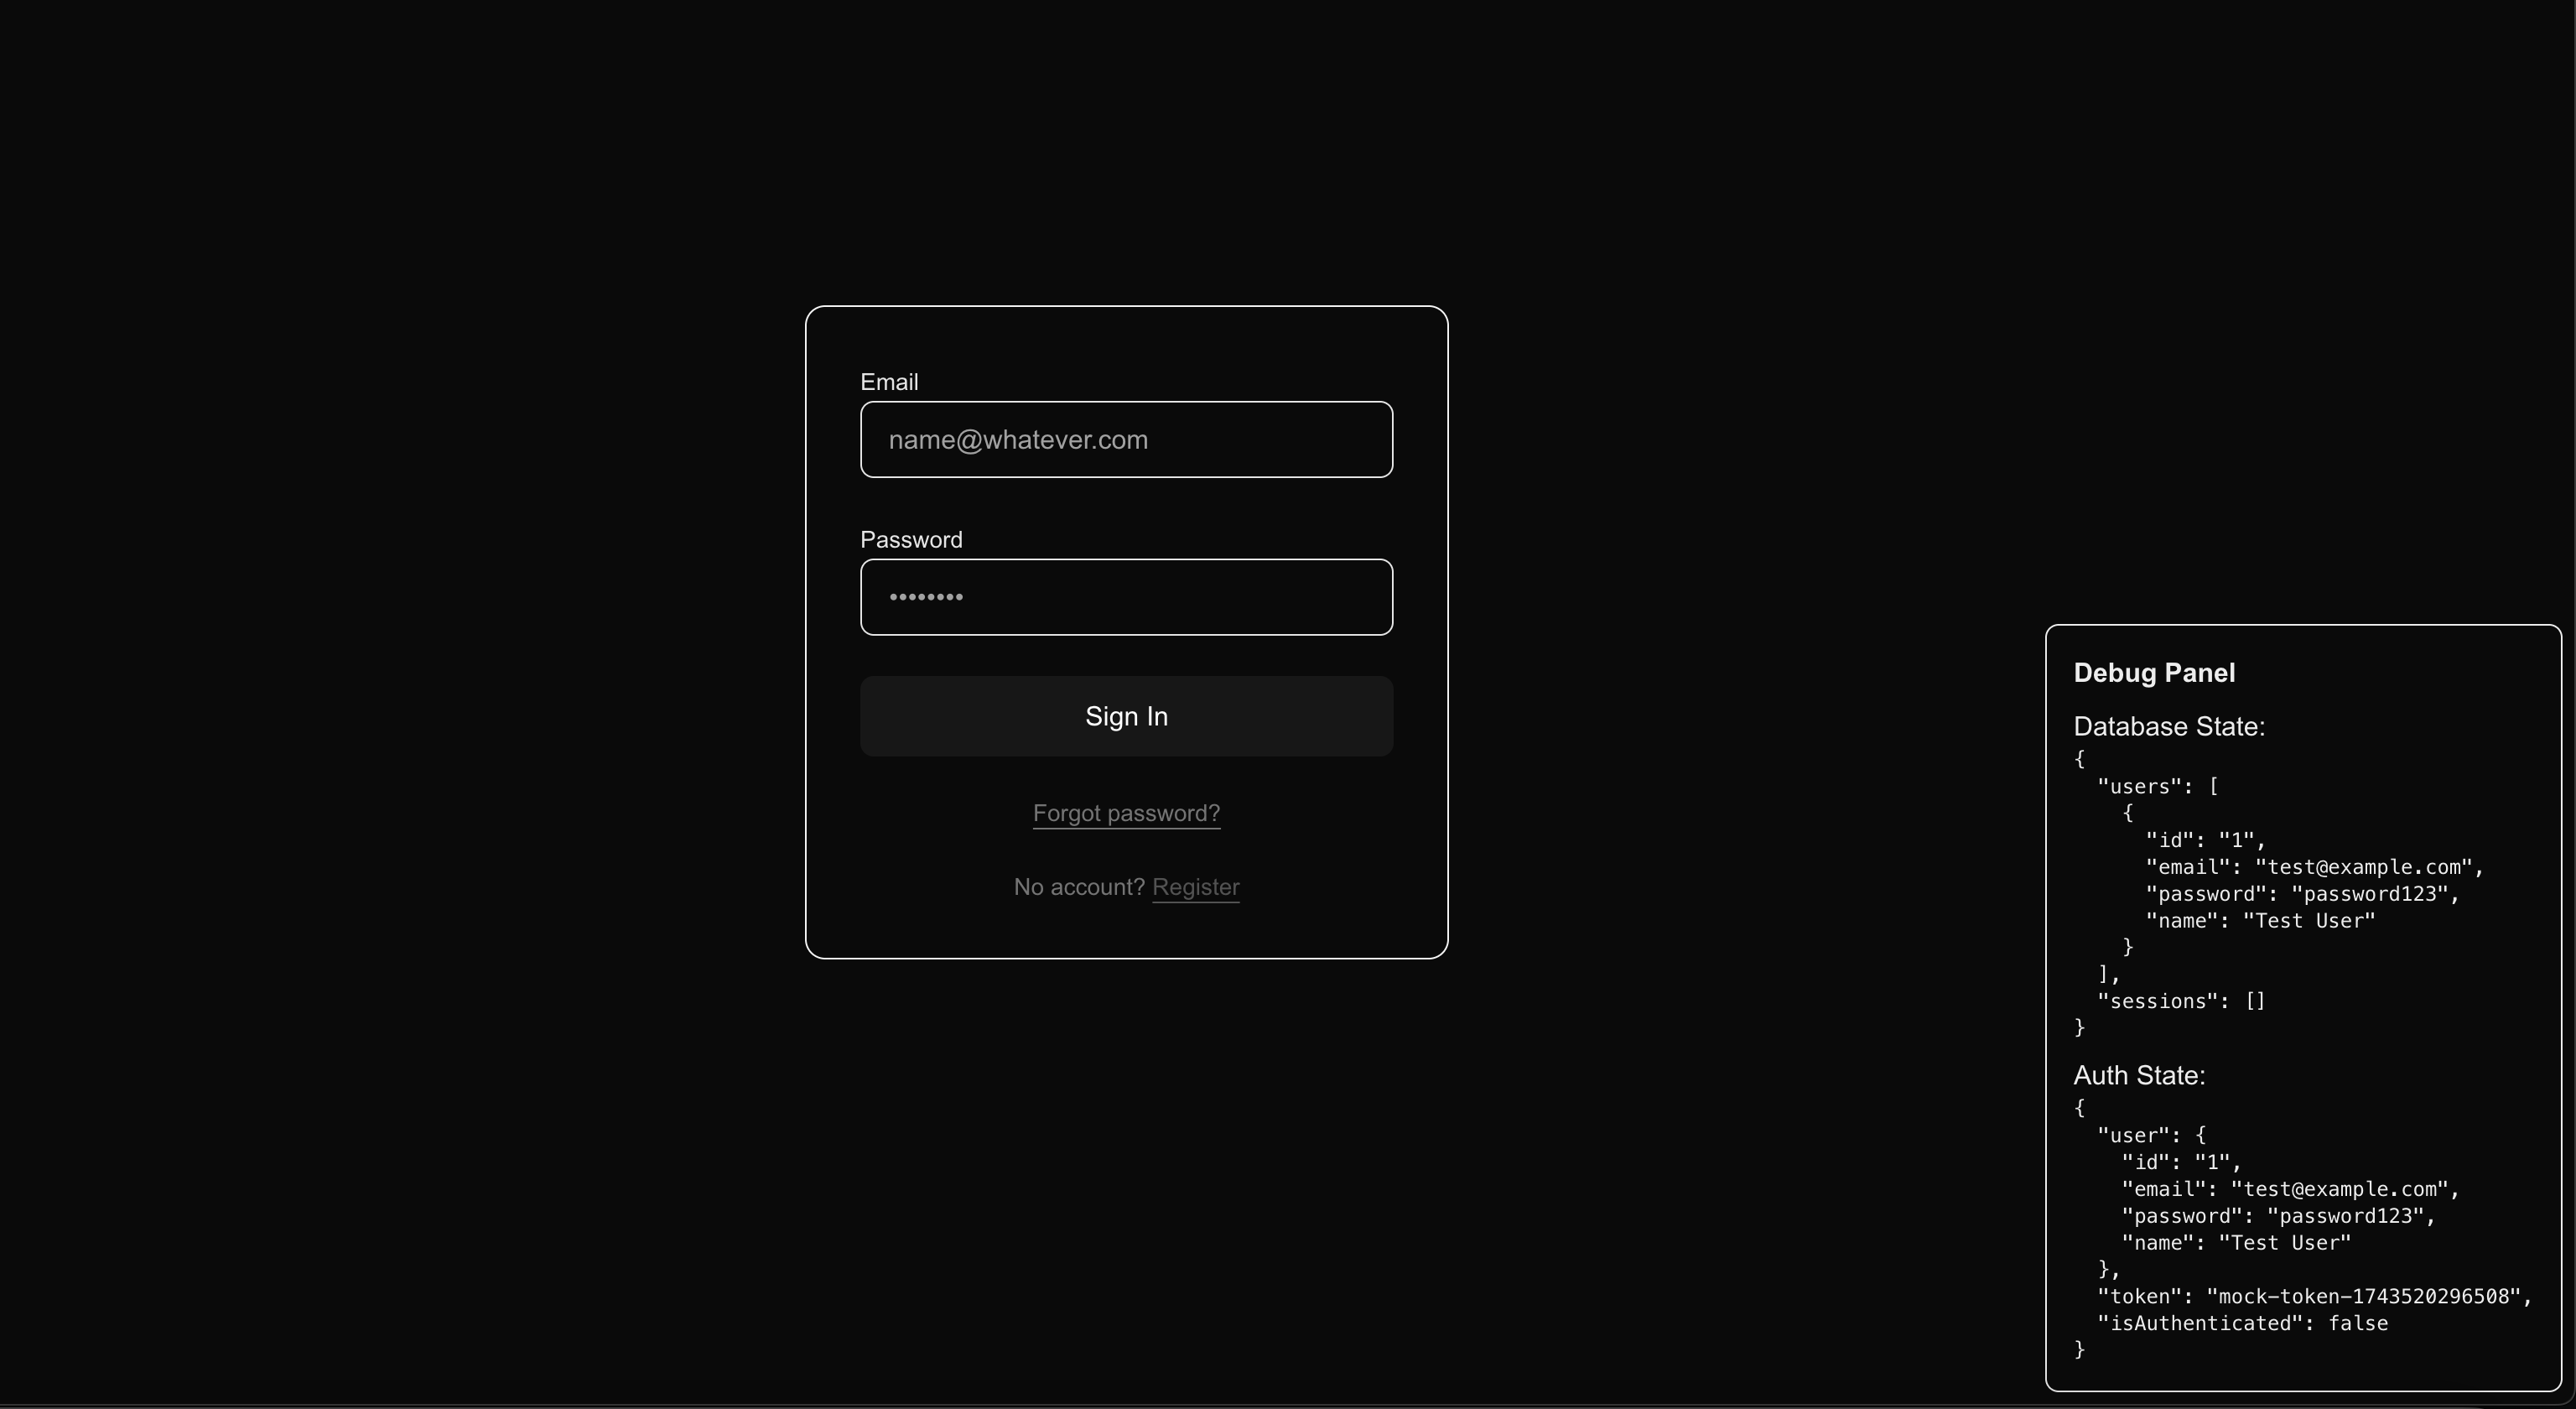 Email
name@whatever.com
Password
••••••••
Sign In
Forgot password?
No account? Register
Debug Panel
Database State:
{
  "users": [
    {
      "id": "1",
      "email": "test@example.com",
      "password": "password123",
      "name": "Test User"
    }
  ],
  "sessions": []
}
Auth State:
{
  "user": {
    "id": "1",
    "email": "test@example.com",
    "password": "password123",
    "name": "Test User"
  },
  "token": "mock-token-1743520296508",
  "isAuthenticated": false
}